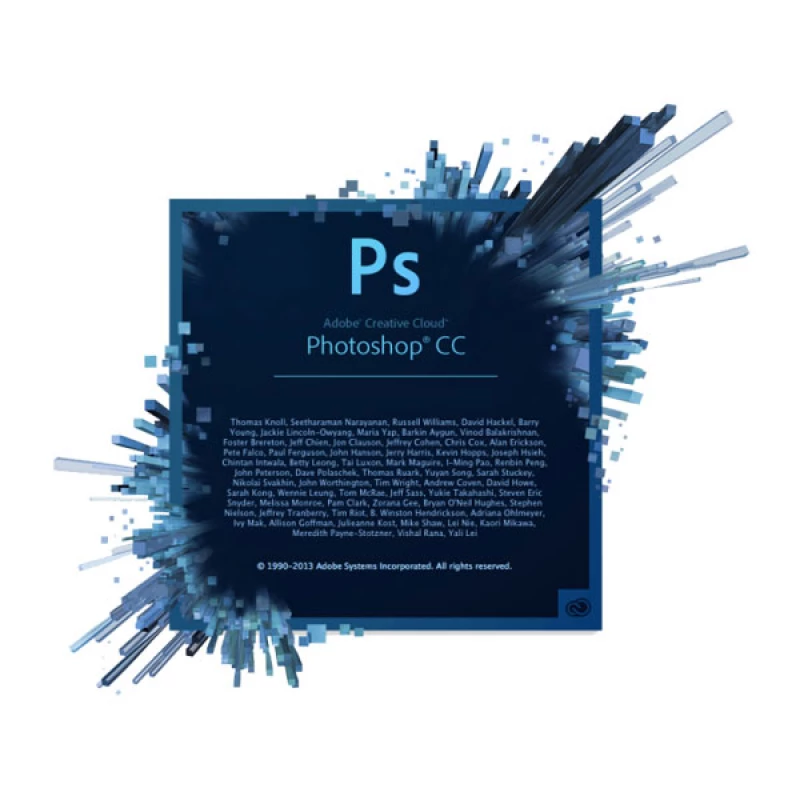 Ps
Adobe® Creative Cloud™
Photoshop® CC
Thomas Knoll, Seetharaman Narayanan, Russell Williams, David Hackel, Barry
Young, Jackie Lincoln-Owyang, Maria Yap, Barkin Aygun, Vinod Balakrishnan,
Foster Brereton, Jeff Chien, Jon Clauson, Jeffrey Cohen, Chris Cox, Alan Erickson,
Pete Falco, Paul Ferguson, John Hanson, Jerry Harris, Kevin Hopps, Joseph Hsieh,
Chintan Intwala, Betty Leong, Tai Luxon, Mark Maguire, I-Ming Pao, Renbin Peng,
John Peterson, Dave Polaschek, Thomas Ruark, Yuyan Song, Sarah Stuckey,
Nikolai Svakhin, John Worthington, Tim Wright, Andrew Coven, David Howe,
Sarah Kong, Wennie Leung, Tom McRae, Jeff Sass, Yukie Takahashi, Steven Eric
Snyder, Melissa Monroe, Pam Clark, Zorana Gee, Bryan O'Neil Hughes, Stephen
Nielson, Jeffrey Tranberry, Tim Riot, B. Winston Hendrickson, Adriana Ohlmeyer,
Ivy Mak, Allison Goffman, Julieanne Kost, Mike Shaw, Lei Nie, Kaori Mikawa,
Meredith Payne-Stotzner, Vishal Rana, Yali Lei
© 1990-2013 Adobe Systems Incorporated. All rights reserved.